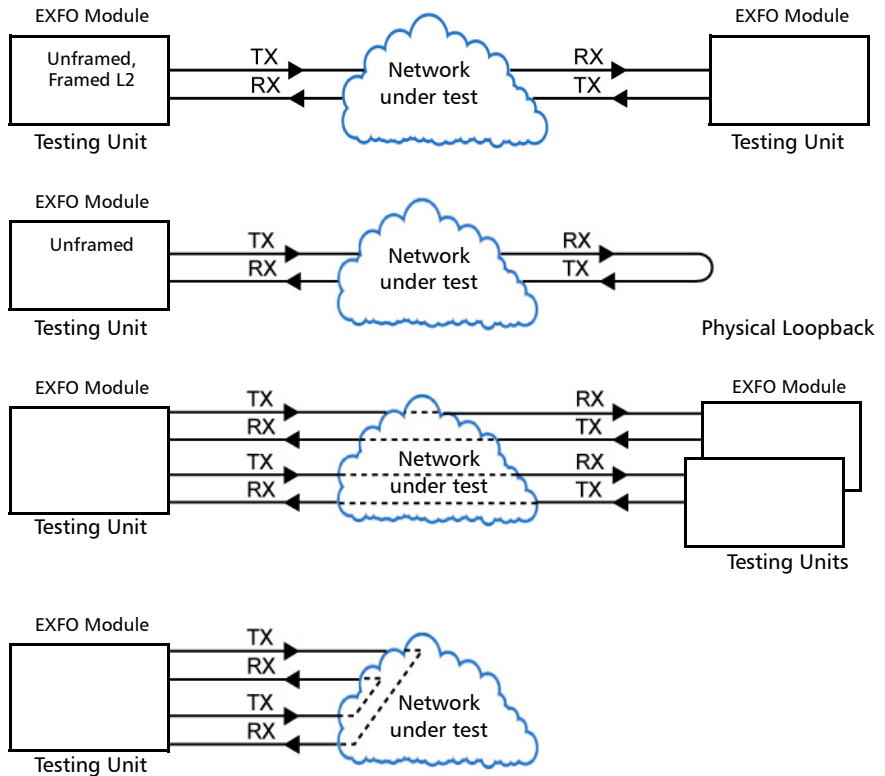 EXFO Module
EXFO Module
Unframed,
Framed L2
TX
RX
Network
under test
RX
TX
Testing Unit
Testing Unit
EXFO Module
Unframed
TX
RX
Network
under test
RX
TX
Testing Unit
Physical Loopback
EXFO Module
EXFO Module
TX
RX
TX
RX
Network
under test
RX
TX
RX
TX
Testing Unit
Testing Units
EXFO Module
TX
RX
TX
RX
Network
under test
Testing Unit